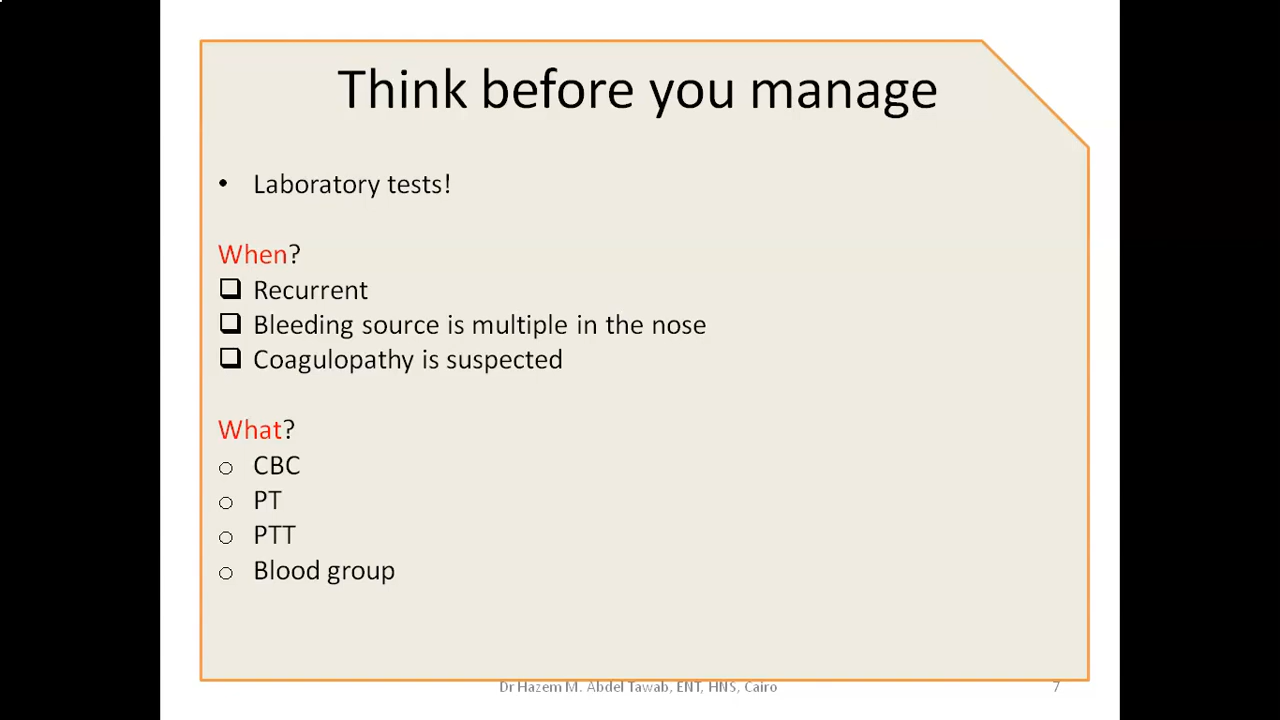 Think before you manage
• Laboratory tests!
When?
❑ Recurrent
❑ Bleeding source is multiple in the nose
❑ Coagulopathy is suspected
What?
o CBC
o PT
o PTT
o Blood group
Dr Hazem M. Abdel Tawab, ENT, HNS, Cairo 7